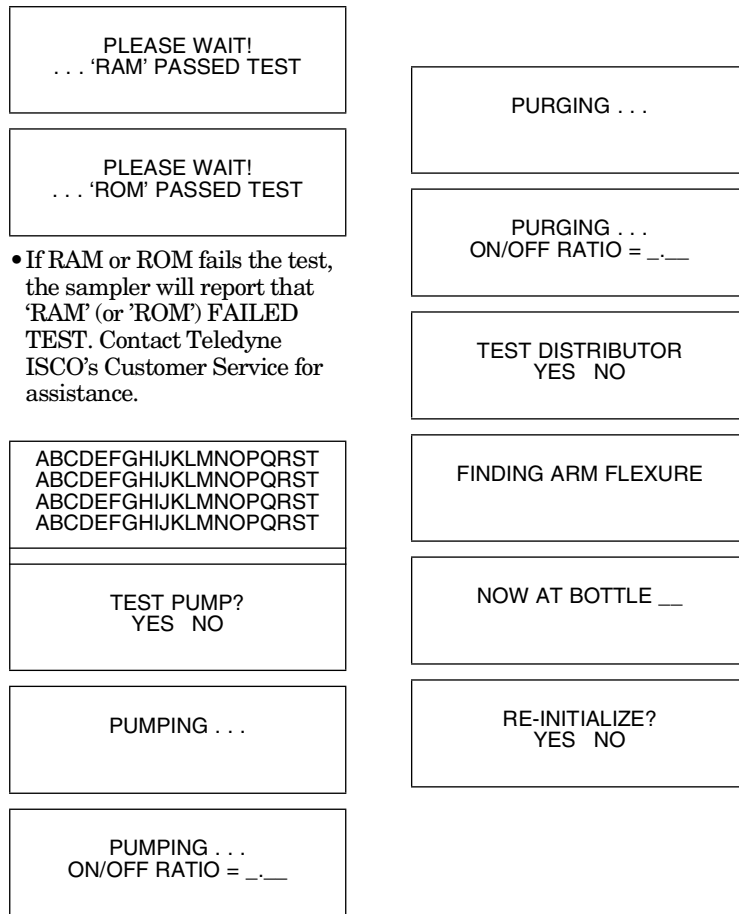 PLEASE WAIT!
. . . ‘RAM’ PASSED TEST
PLEASE WAIT!
. . . ‘ROM’ PASSED TEST
• If RAM or ROM fails the test,
the sampler will report that
‘RAM’ (or ’ROM’) FAILED
TEST. Contact Teledyne
ISCO’s Customer Service for
assistance.
ABCDEFGHIJKLMNOPQRST
ABCDEFGHIJKLMNOPQRST
ABCDEFGHIJKLMNOPQRST
ABCDEFGHIJKLMNOPQRST
TEST PUMP?
YES NO
PUMPING . . .
PUMPING . . .
ON/OFF RATIO = _.__
PURGING . . .
PURGING . . .
ON/OFF RATIO = _.__
TEST DISTRIBUTOR
YES NO
FINDING ARM FLEXURE
NOW AT BOTTLE __
RE-INITIALIZE?
YES NO